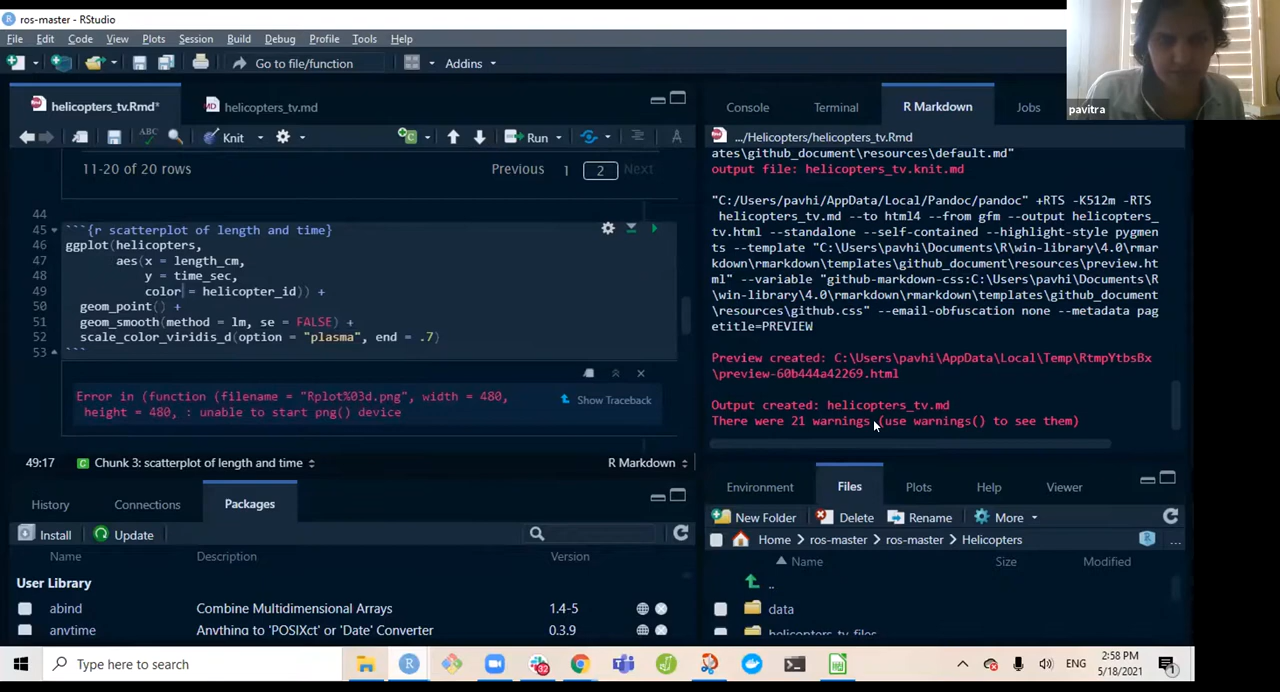 ros-master - RStudio
File Edit Code View Plots Session Build Debug Profile Tools Help
Go to file/function Addins
pavitra
helicopters_tv.Rmd* helicopters_tv.md
Console Terminal R Markdown Jobs
ABC Knit Run
.../Helicopters/helicopters_tv.Rmd
11-20 of 20 rows Previous 1 2 Next
44
45 ```{r scatterplot of length and time}
46 ggplot(helicopters,
47 aes(x = length_cm,
48 y = time_sec,
49 color = helicopter_id)) +
50 geom_point() +
51 geom_smooth(method = lm, se = FALSE) +
52 scale_color_viridis_d(option = "plasma", end = .7)
53 ```
Error in (function (filename = "Rplot%03d.png", width = 480,
height = 480, : unable to start png() device
Show Traceback
49:17 Chunk 3: scatterplot of length and time R Markdown
ates\github_document\resources\default.md"
output file: helicopters_tv.knit.md
"C:/Users/pavhi/AppData/Local/Pandoc/pandoc" +RTS -K512m -RTS
helicopters_tv.md --to html4 --from gfm --output helicopters_
tv.html --standalone --self-contained --highlight-style pygmen
ts --template "C:\Users\pavhi\Documents\R\win-library\4.0\rmar
kdown\rmarkdown\templates\github_document\resources\preview.ht
ml" --variable "github-markdown-css:C:\Users\pavhi\Documents\R
\win-library\4.0\rmarkdown\rmarkdown\templates\github_document
\resources\github.css" --email-obfuscation none --metadata pag
etitle=PREVIEW
Preview created: C:\Users\pavhi\AppData\Local\Temp\RtmpYtbsBx
\preview-60b444a42269.html
Output created: helicopters_tv.md
There were 21 warnings (use warnings() to see them)
History Connections Packages
Install Update
Name Description Version
User Library
abind Combine Multidimensional Arrays 1.4-5
anytime Anything to 'POSIXct' or 'Date' Converter 0.3.9
Environment Files Plots Help Viewer
New Folder Delete Rename More
Home ros-master ros-master Helicopters ...
Name Size Modified
..
data
helicopters_tv_files
Type here to search
32
ENG
2:58 PM
5/18/2021
1